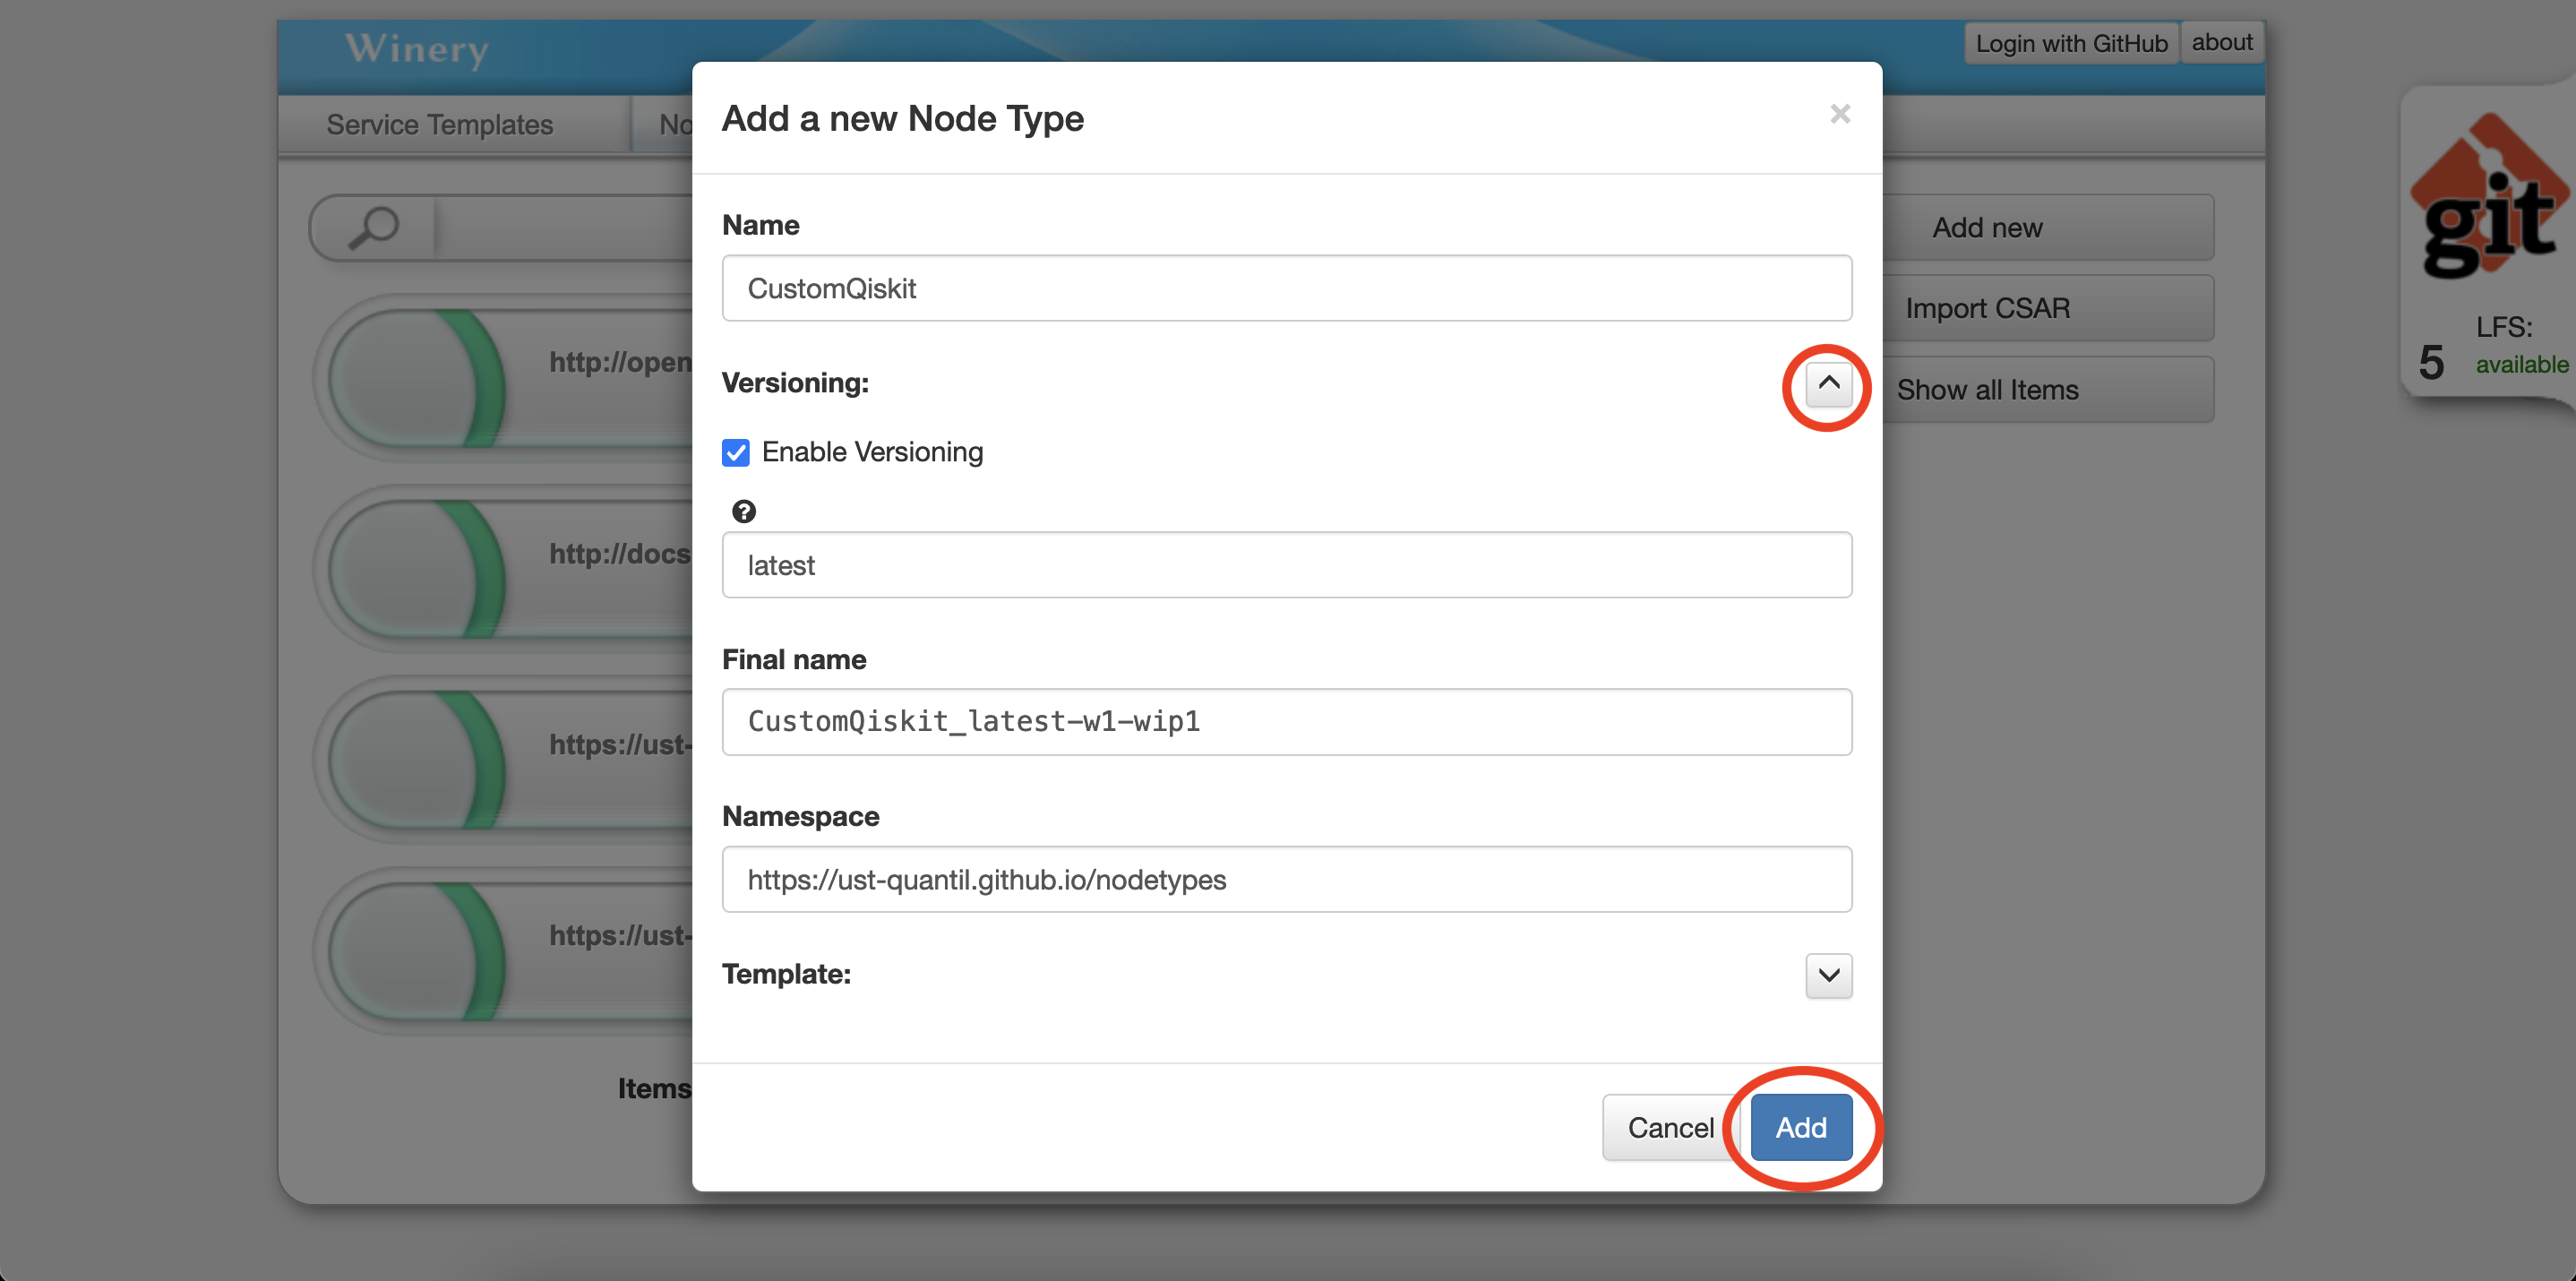 Winery
Login with GitHub
about
Service Templates
No
Add a new Node Type
×
Name
CustomQiskit
Versioning:
Enable Versioning
?
latest
Final name
CustomQiskit_latest-w1-wip1
Namespace
https://ust-quantil.github.io/nodetypes
Template:
Cancel
Add
http://open
http://docs
https://ust-
https://ust-
Items
Add new
Import CSAR
Show all Items
git
LFS:
5
available